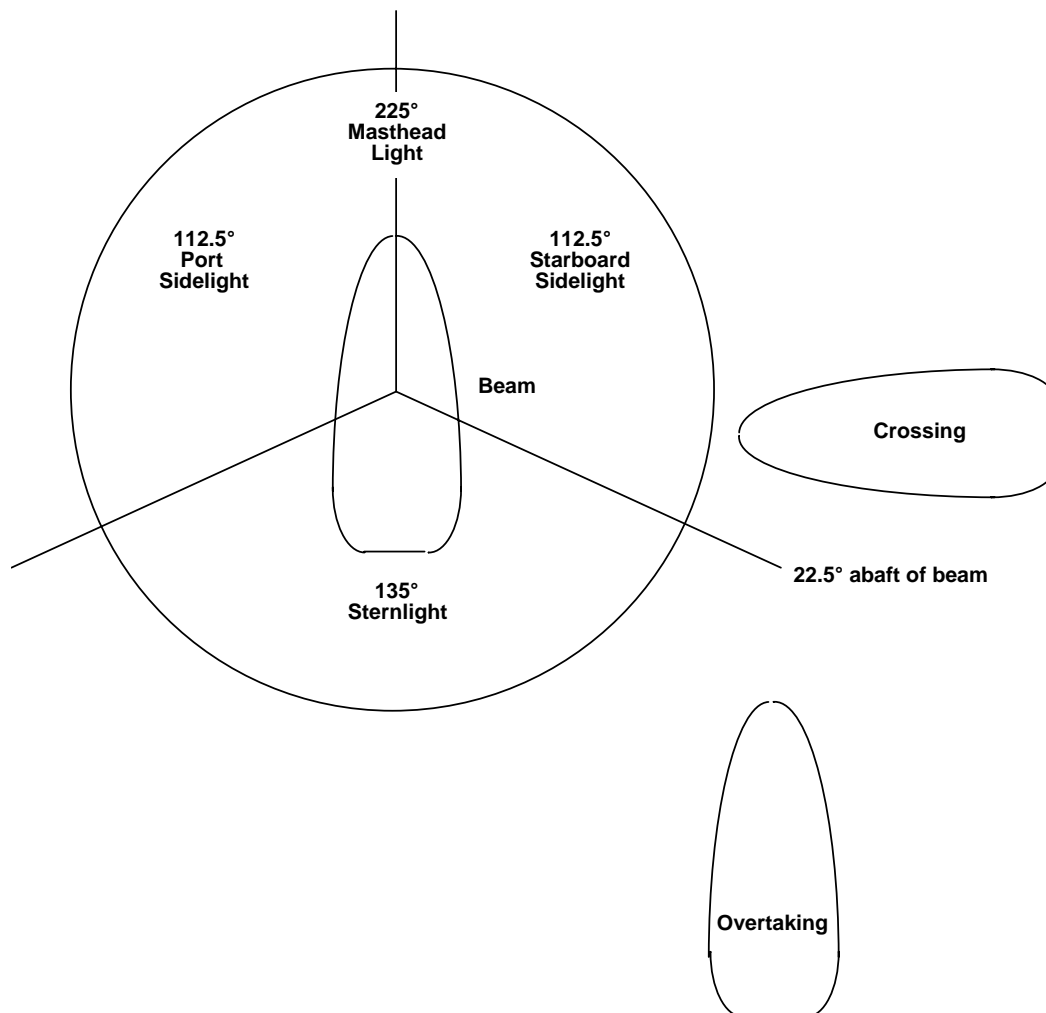 225°
Masthead
Light
112.5°
Port
Sidelight
112.5°
Starboard
Sidelight
Beam
Crossing
22.5° abaft of beam
135°
Sternlight
Overtaking